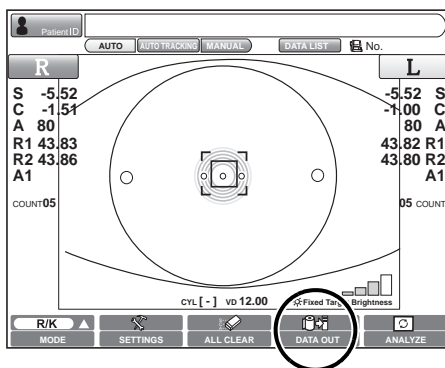 Patient ID
AUTO AUTO TRACKING MANUAL DATA LIST No.
R L
S -5.52 -5.52 S
C -1.51 -1.00 C
A 80 80 A
R1 43.83 43.82 R1
R2 43.86 43.80 R2
A1 A1
COUNT05 05 COUNT
CYL [ - ] VD 12.00 Fixed Target Brightness
R/K
MODE SETTINGS ALL CLEAR DATA OUT ANALYZE